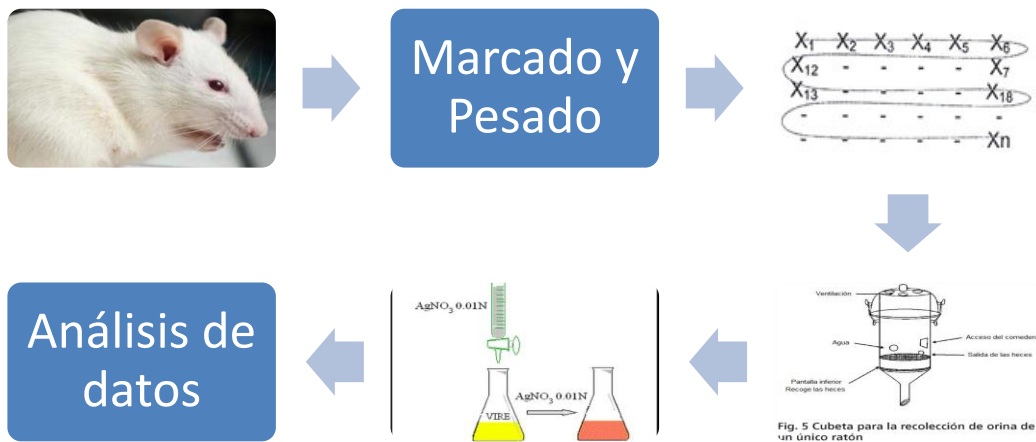 Marcado y
Pesado
X1 X2 X3 X4 X5 X6
X12 - - - - X7
X13 - - - - X18
- - - - - -
- - - - - Xn
Ventilación
Agua
Acceso del comedero
Salida de las heces
Pantalla inferior
Recoge las heces
Fig. 5 Cubeta para la recolección de orina de
un único ratón
AgNO3 0.01N
AgNO3 0.01N
VIRE
Análisis de
datos